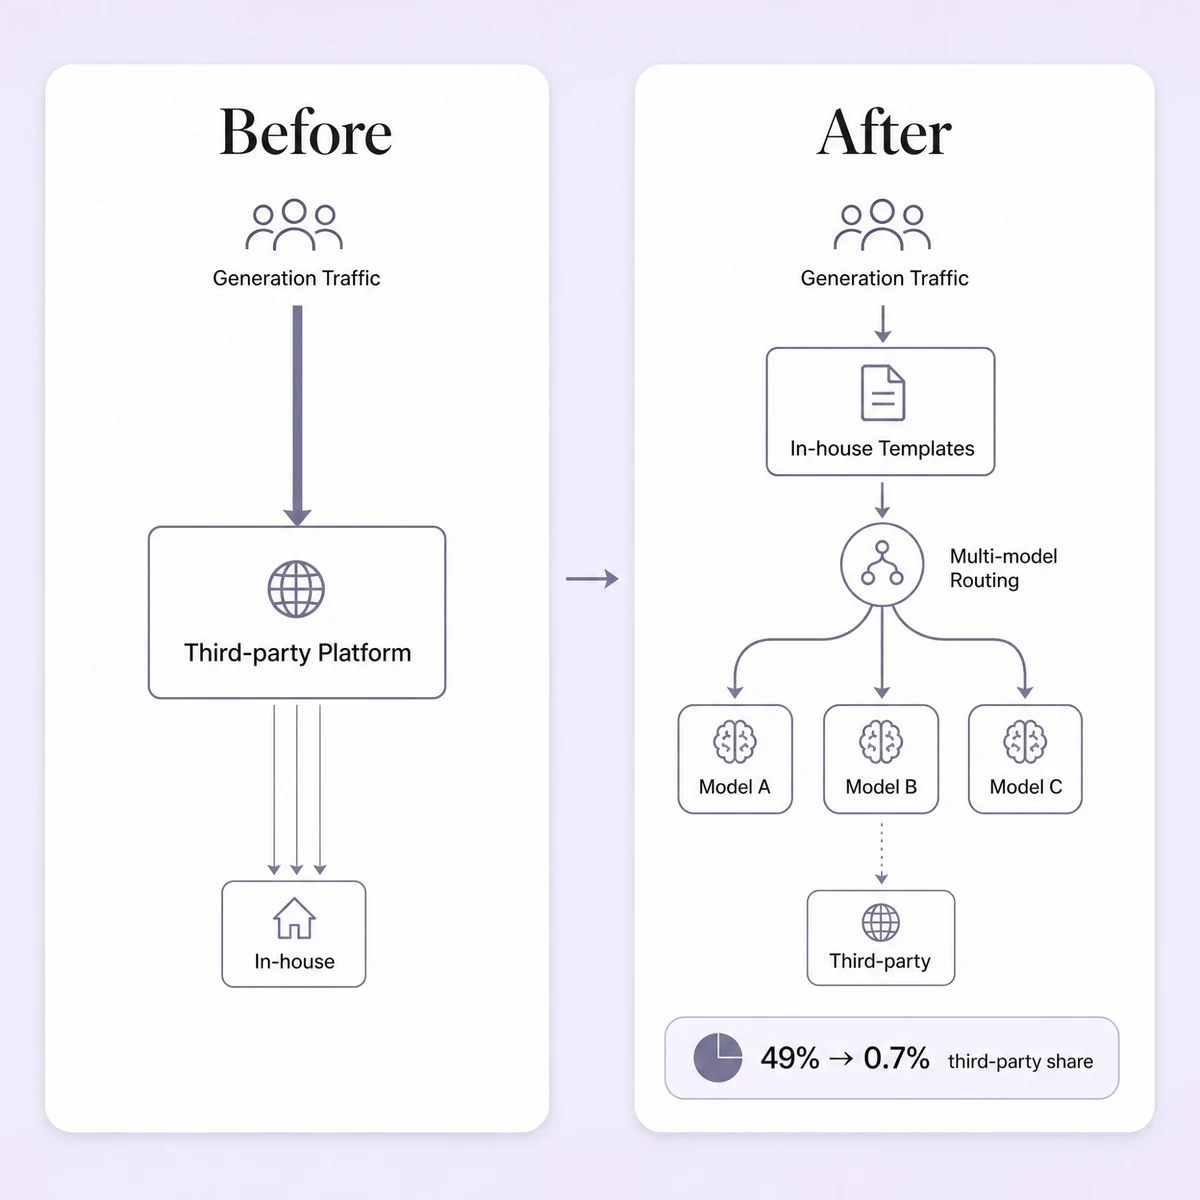 Before
Generation Traffic
Third-party Platform
In-house
After
Generation Traffic
In-house Templates
Multi-model
Routing
Model A
Model B
Model C
Third-party
49% → 0.7% third-party share